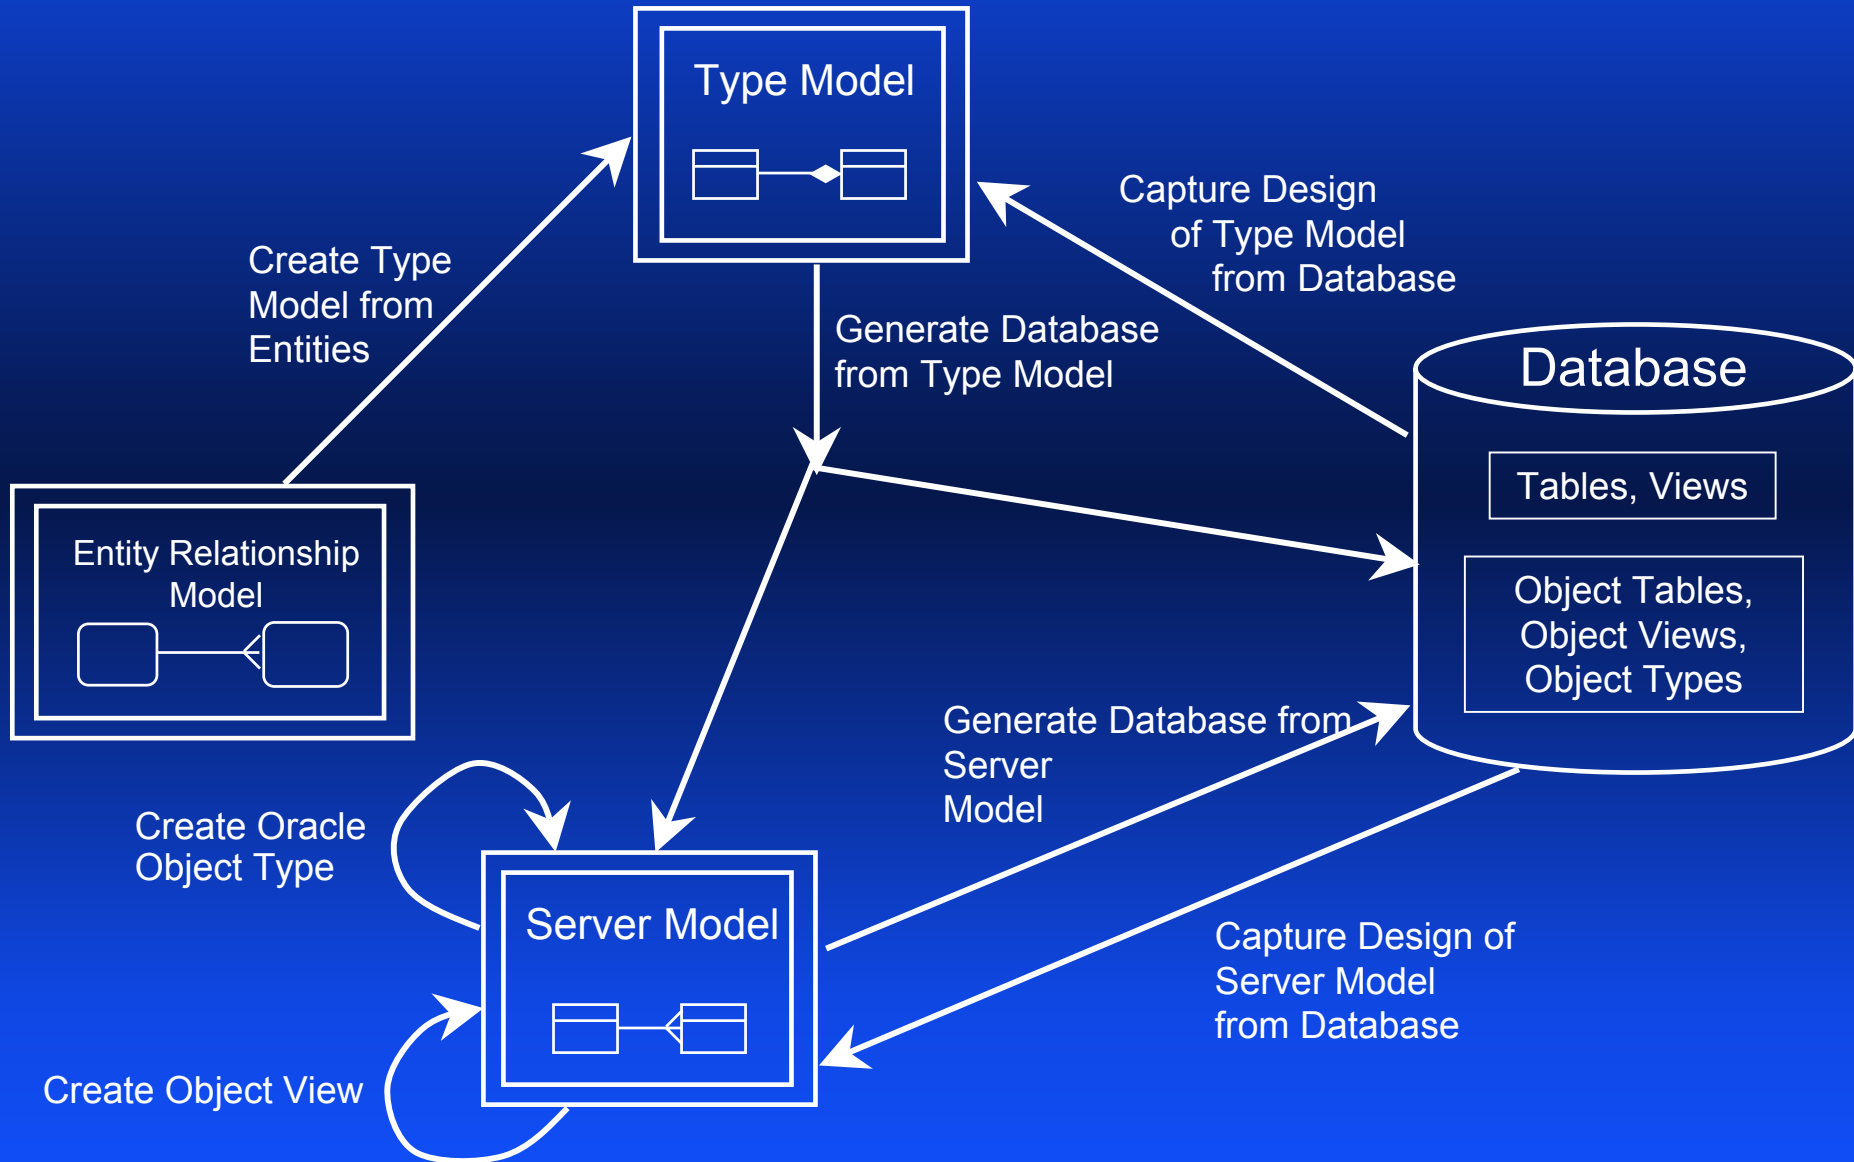 Type Model
Capture Design
of Type Model
from Database
Create Type
Model from
Entities
Generate Database
from Type Model
Database
Tables, Views
Object Tables,
Object Views,
Object Types
Entity Relationship
Model
Generate Database from
Server
Model
Create Oracle
Object Type
Server Model
Capture Design of
Server Model
from Database
Create Object View